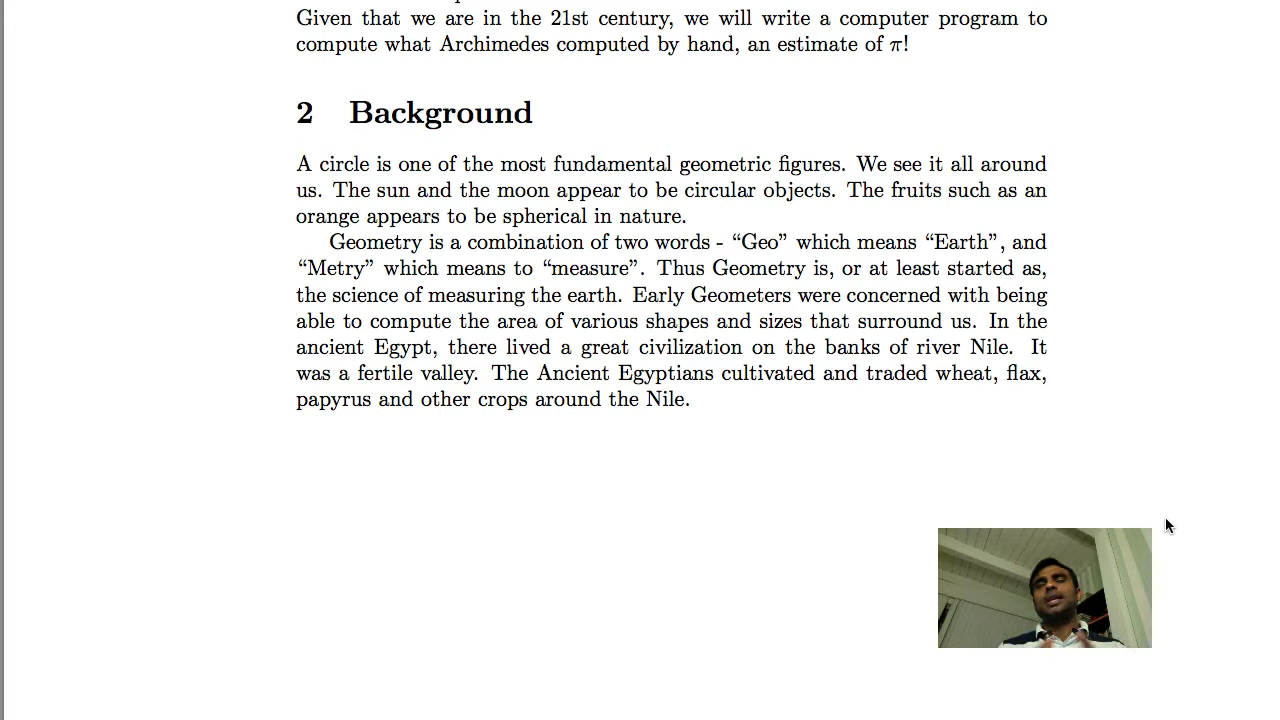 Given that we are in the 21st century, we will write a computer program to
compute what Archimedes computed by hand, an estimate of π!
2 Background
A circle is one of the most fundamental geometric figures. We see it all around
us. The sun and the moon appear to be circular objects. The fruits such as an
orange appears to be spherical in nature.
Geometry is a combination of two words - “Geo” which means “Earth”, and
“Metry” which means to “measure”. Thus Geometry is, or at least started as,
the science of measuring the earth. Early Geometers were concerned with being
able to compute the area of various shapes and sizes that surround us. In the
ancient Egypt, there lived a great civilization on the banks of river Nile. It
was a fertile valley. The Ancient Egyptians cultivated and traded wheat, flax,
papyrus and other crops around the Nile.